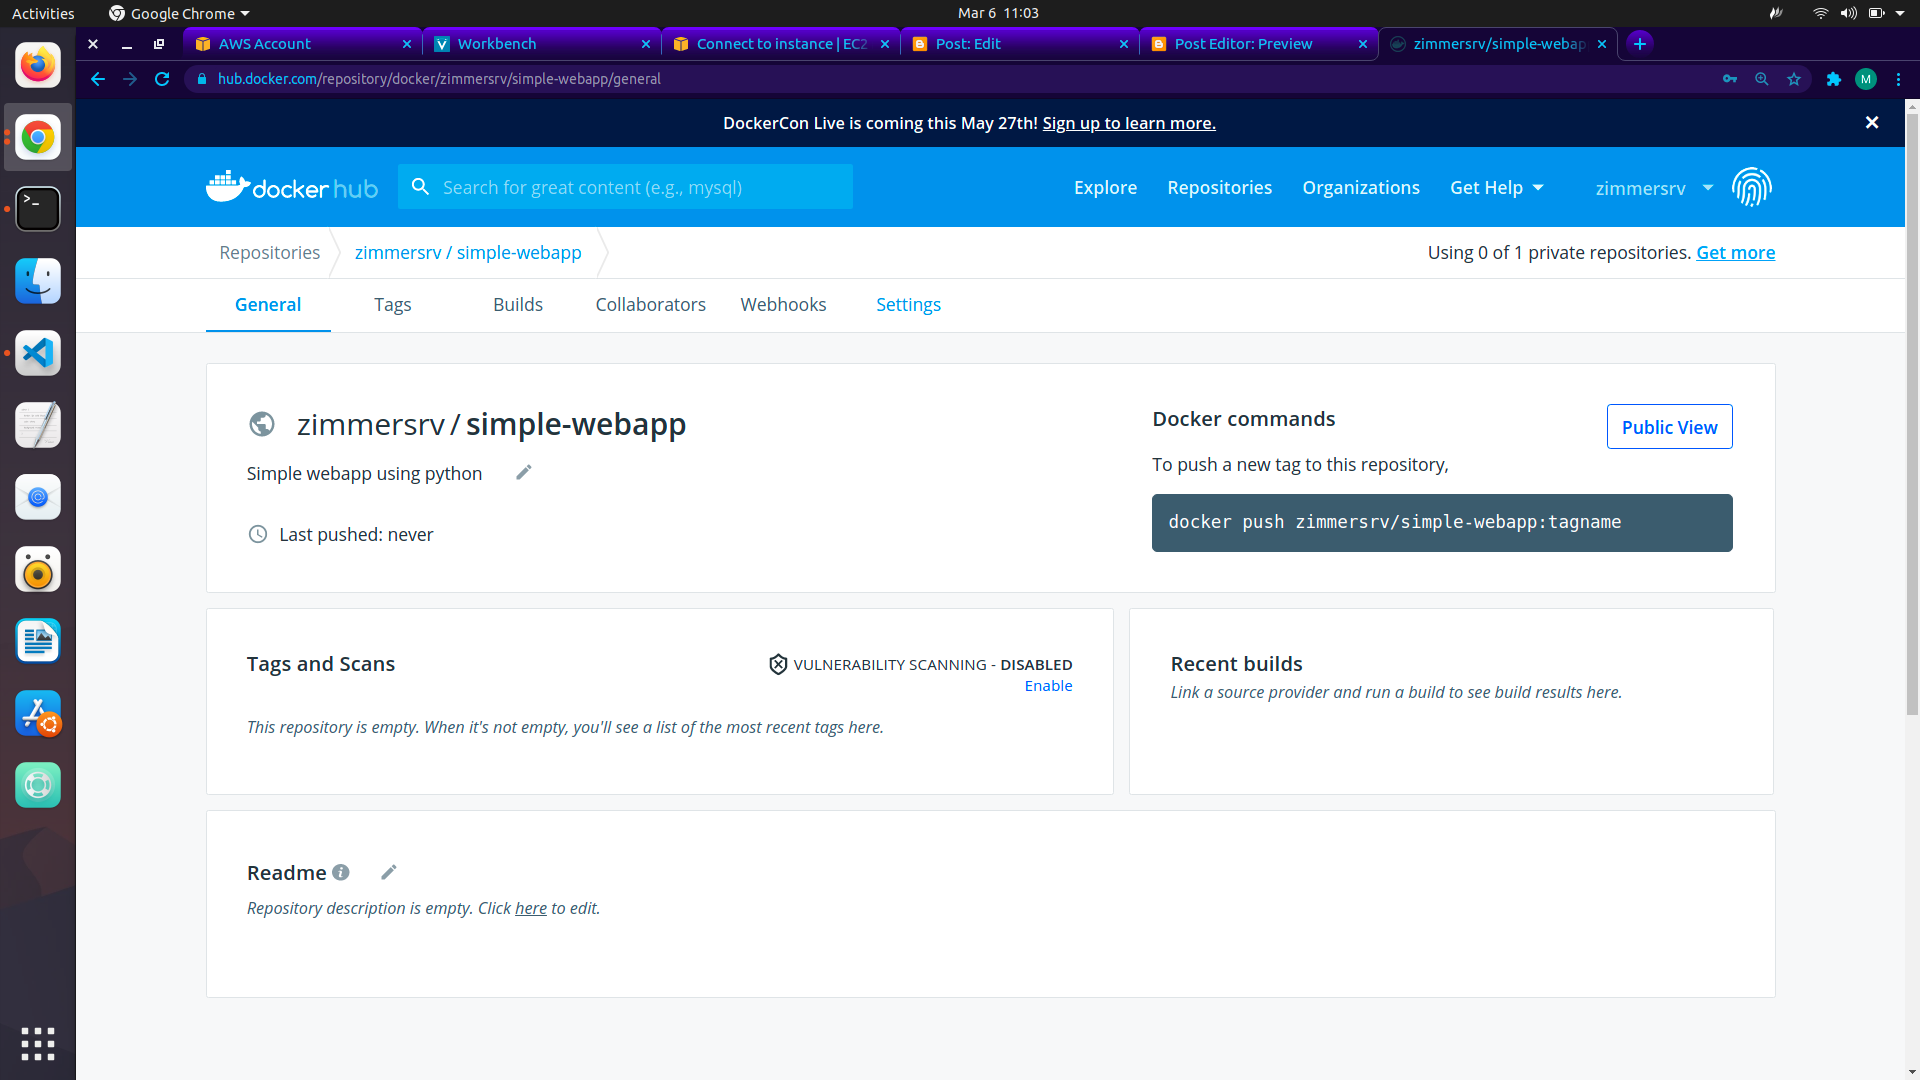 Activities
Google Chrome
Mar 6 11:03
AWS Account
Workbench
Connect to instance | EC2
Post: Edit
Post Editor: Preview
zimmersrv/simple-webap
hub.docker.com/repository/docker/zimmersrv/simple-webapp/general
M
DockerCon Live is coming this May 27th! Sign up to learn more.
docker hub
Search for great content (e.g., mysql)
Explore
Repositories
Organizations
Get Help
zimmersrv
Repositories
zimmersrv / simple-webapp
Using 0 of 1 private repositories. Get more
General
Tags
Builds
Collaborators
Webhooks
Settings
zimmersrv / simple-webapp
Simple webapp using python
Last pushed: never
Docker commands
Public View
To push a new tag to this repository,
docker push zimmersrv/simple-webapp:tagname
Tags and Scans
VULNERABILITY SCANNING - DISABLED
Enable
This repository is empty. When it's not empty, you'll see a list of the most recent tags here.
Recent builds
Link a source provider and run a build to see build results here.
Readme
Repository description is empty. Click here to edit.